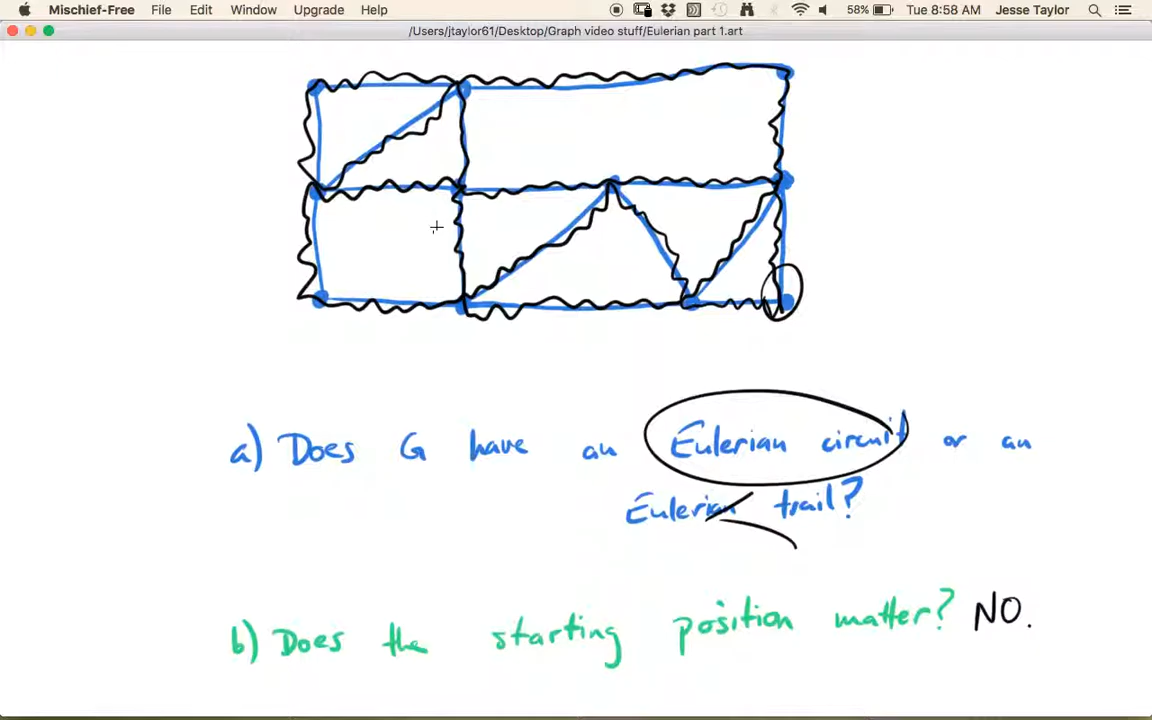 Mischief-Free File Edit Window Upgrade Help 58% Tue 8:58 AM Jesse Taylor
/Users/jtaylor61/Desktop/Graph video stuff/Eulerian part 1.art
a) Does G have an Eulerian circuit or an
Eulerian trail?
b) Does the starting position matter? NO.